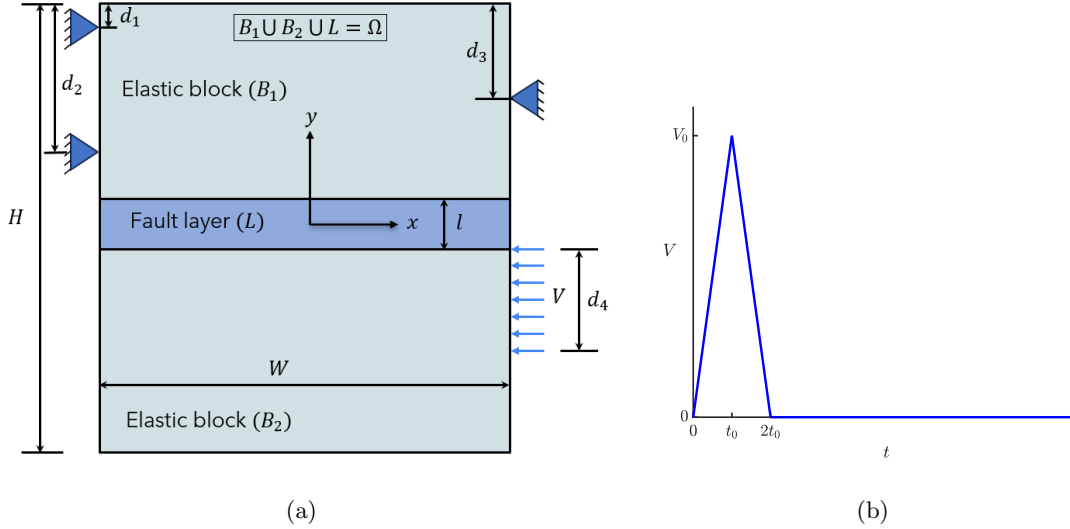 d₁
B₁⋃B₂⋃L = Ω
d₃
d₂
Elastic block (B₁)
y
H
Fault layer (L)
x
l
V
d₄
W
Elastic block (B₂)
(a)
V₀
V
0
0
t₀
2t₀
t
(b)